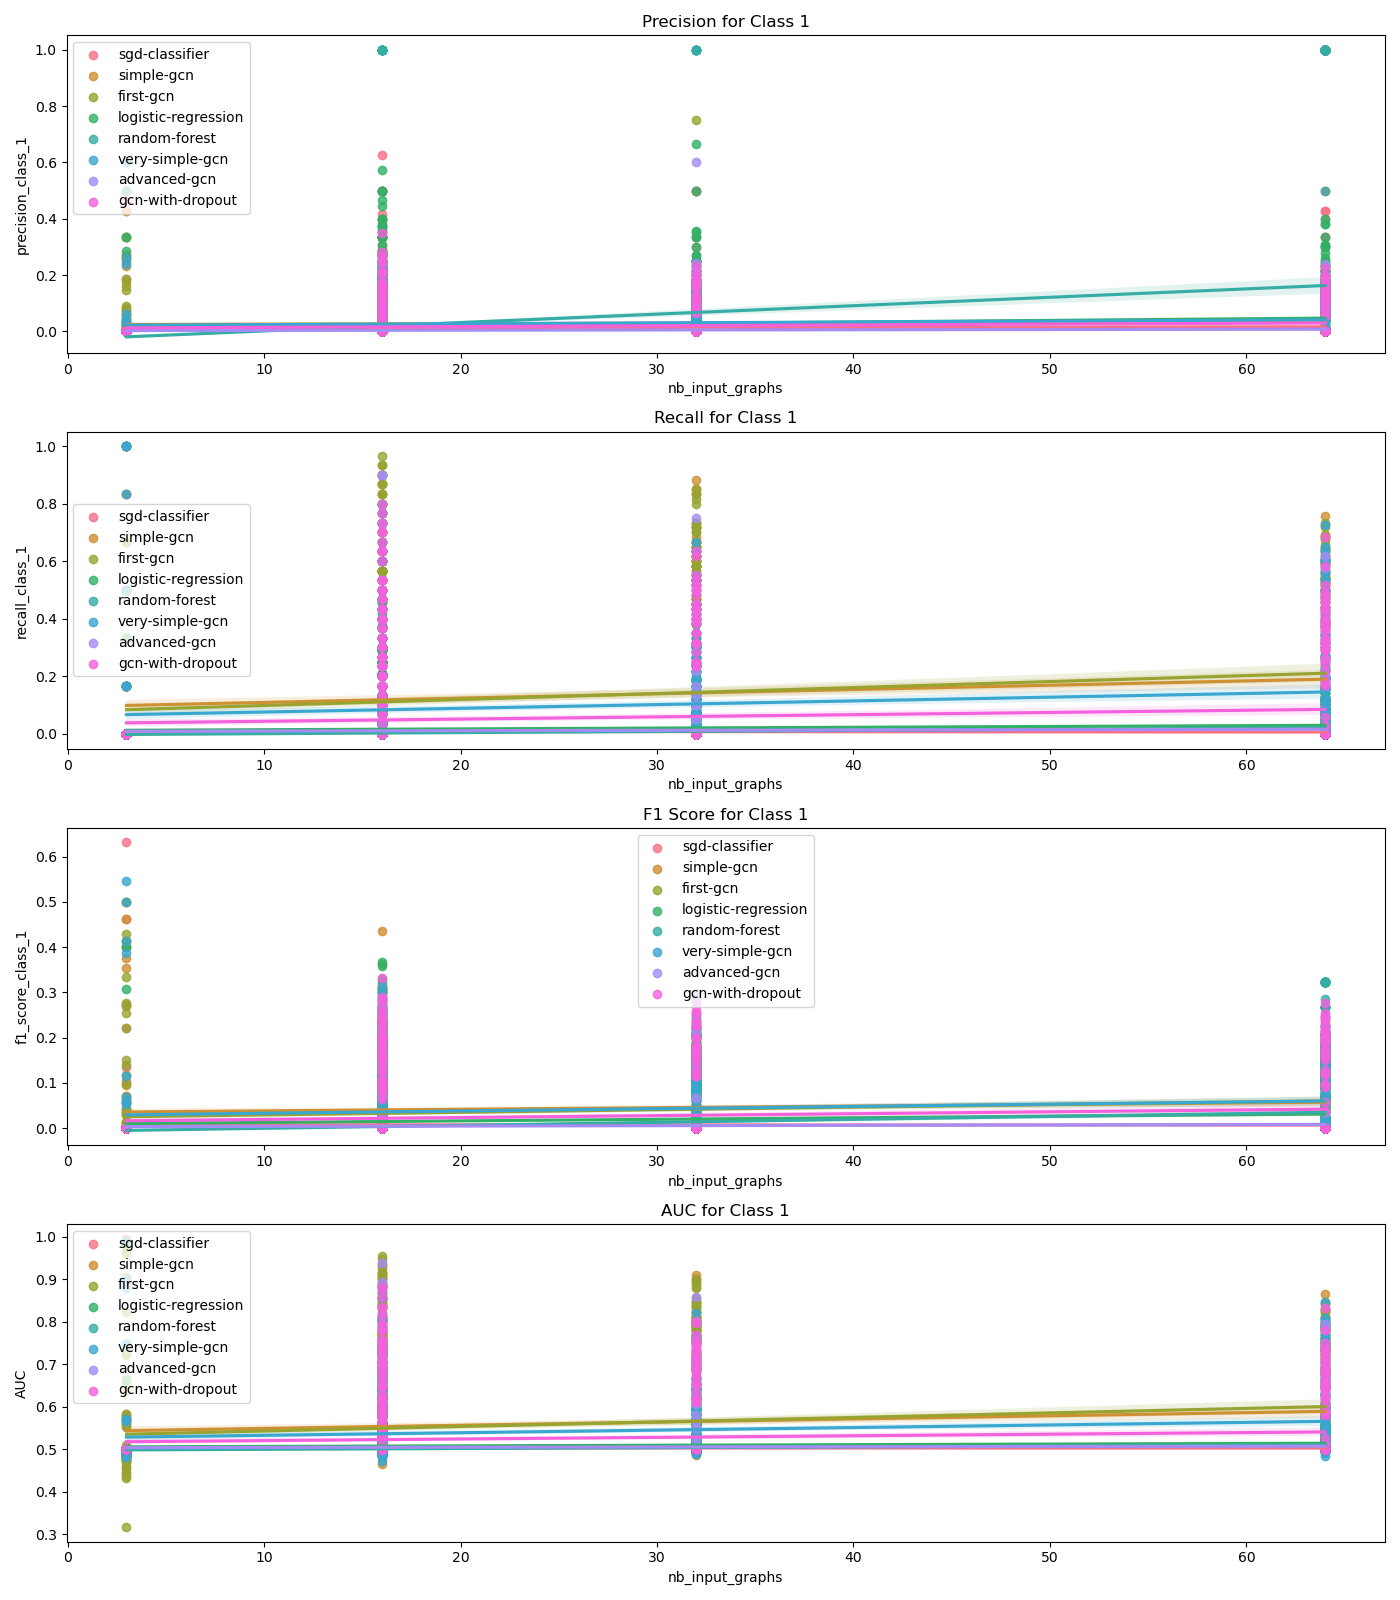 Precision for Class 1
1.0
0.8
0.6
0.4
0.2
0.0
precision_class_1
sgd-classifier
simple-gcn
first-gcn
logistic-regression
random-forest
very-simple-gcn
advanced-gcn
gcn-with-dropout
0 10 20 30 40 50 60
nb_input_graphs
Recall for Class 1
1.0
0.8
0.6
0.4
0.2
0.0
recall_class_1
sgd-classifier
simple-gcn
first-gcn
logistic-regression
random-forest
very-simple-gcn
advanced-gcn
gcn-with-dropout
0 10 20 30 40 50 60
nb_input_graphs
F1 Score for Class 1
0.6
0.5
0.4
0.3
0.2
0.1
0.0
f1_score_class_1
sgd-classifier
simple-gcn
first-gcn
logistic-regression
random-forest
very-simple-gcn
advanced-gcn
gcn-with-dropout
0 10 20 30 40 50 60
nb_input_graphs
AUC for Class 1
1.0
0.9
0.8
0.7
0.6
0.5
0.4
0.3
AUC
sgd-classifier
simple-gcn
first-gcn
logistic-regression
random-forest
very-simple-gcn
advanced-gcn
gcn-with-dropout
0 10 20 30 40 50 60
nb_input_graphs